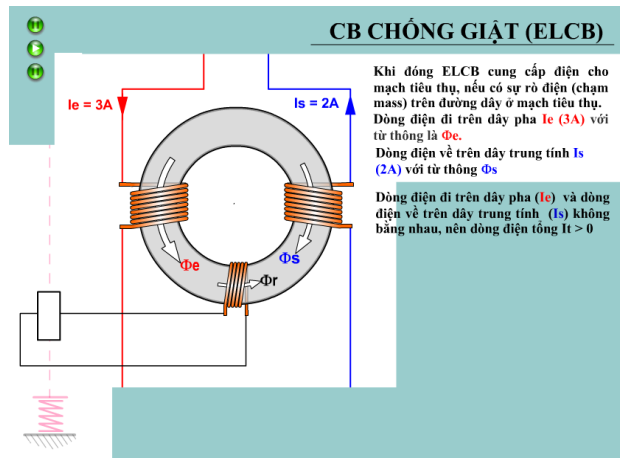 CB CHỐNG GIẬT (ELCB)
Ie = 3A
Is = 2A
Φe
Φs
Φr
Khi đóng ELCB cung cấp điện cho
mạch tiêu thụ, nếu có sự rò điện (chạm
mass) trên đường dây ở mạch tiêu thụ.
Dòng điện đi trên dây pha Ie (3A) với
từ thông là Φe.
Dòng điện về trên dây trung tính Is
(2A) với từ thông Φs
Dòng điện đi trên dây pha (Ie) và dòng
điện về trên dây trung tính (Is) không
bằng nhau, nên dòng điện tổng It > 0